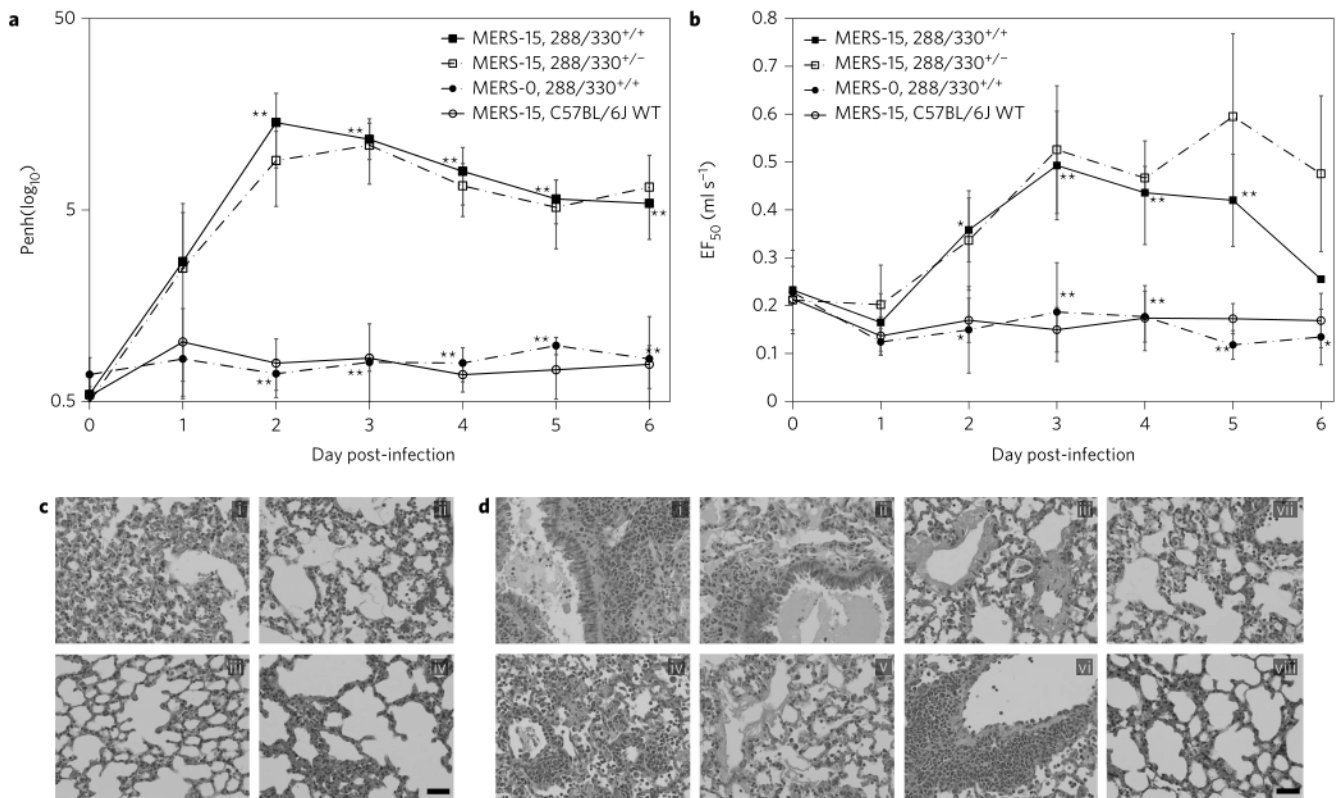 a
50
5
0.5
Penh(log10)
MERS-15, 288/330+/+
MERS-15, 288/330+/−
MERS-0, 288/330+/+
MERS-15, C57BL/6J WT
** ** ** ** **
** ** ** ** **
0 1 2 3 4 5 6
Day post-infection
b
0.8
0.7
0.6
0.5
0.4
0.3
0.2
0.1
0
EF50 (ml s−1)
MERS-15, 288/330+/+
MERS-15, 288/330+/−
MERS-0, 288/330+/+
MERS-15, C57BL/6J WT
* ** ** **
* ** ** ** *
0 1 2 3 4 5 6
Day post-infection
c
i ii
iii iv
d
i ii iii vii
iv v vi viii